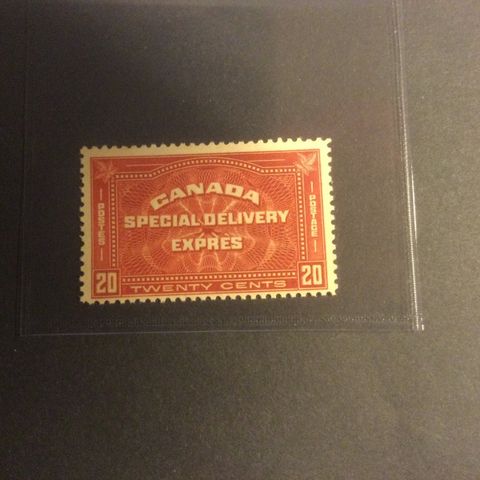 CANADA
SPECIAL DELIVERY
EXPRES
POSTES
POSTAGE
20
TWENTY CENTS
20